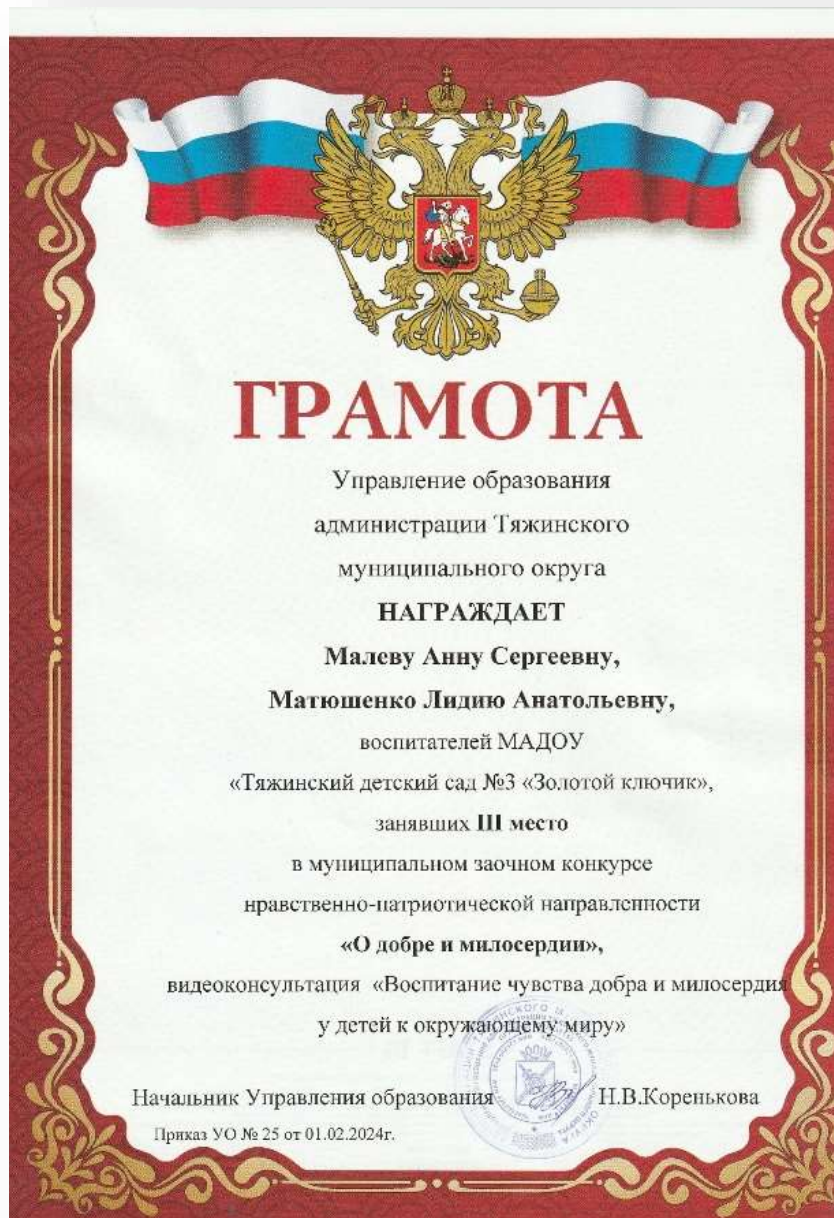 ГРАМОТА
Управление образования
администрации Тяжинского
муниципального округа
НАГРАЖДАЕТ
Малеву Анну Сергеевну,
Матюшенко Лидию Анатольевну,
воспитателей МАДОУ
«Тяжинский детский сад №3 «Золотой ключик»,
занявших III место
в муниципальном заочном конкурсе
нравственно-патриотической направленности
«О добре и милосердии»,
видеоконсультация «Воспитание чувства добра и милосердия
у детей к окружающему миру»
Начальник Управления образования Н.В.Коренькова
Приказ УО № 25 от 01.02.2024г.